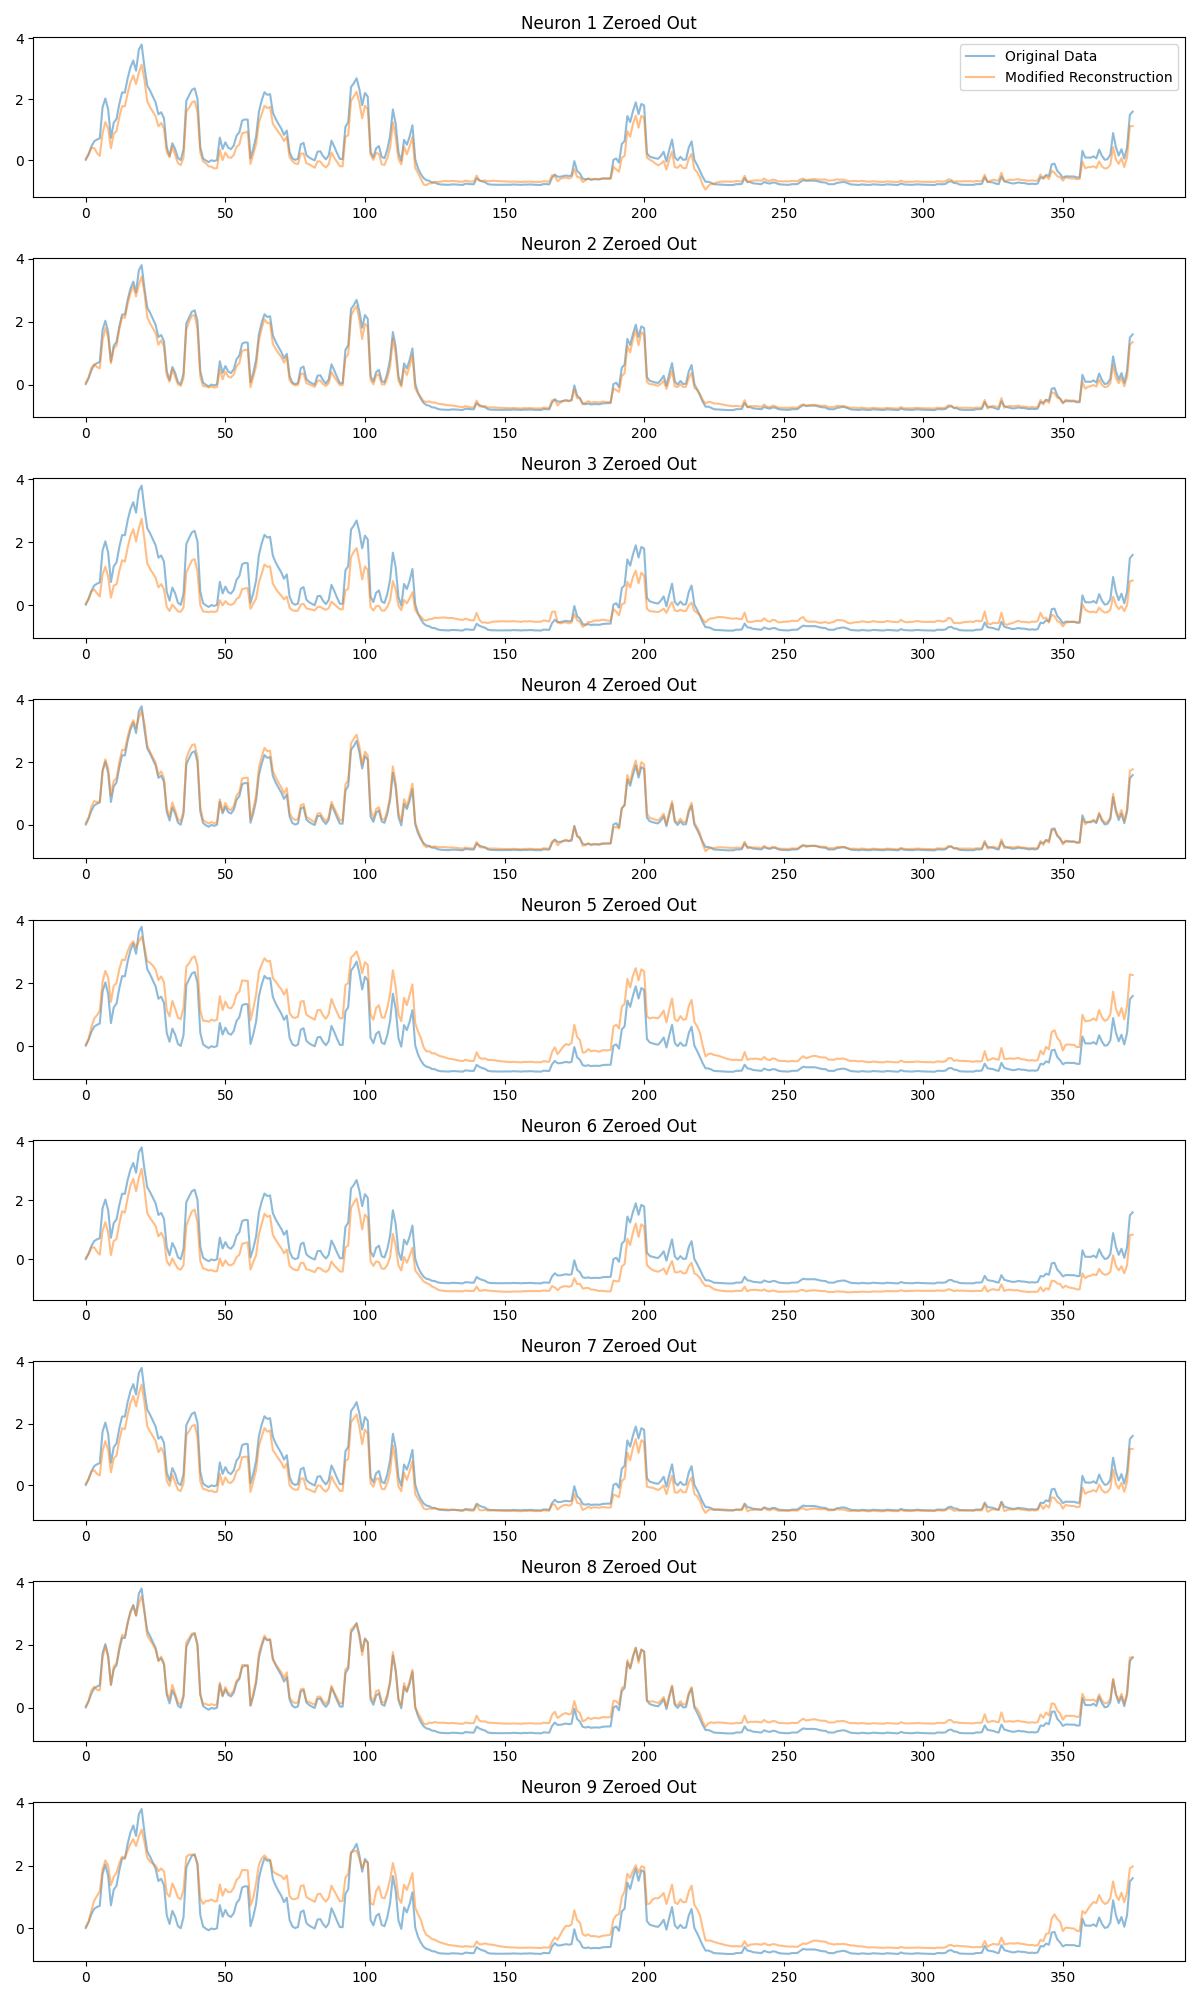 Neuron 1 Zeroed Out
4
2
0
Original Data
Modified Reconstruction
0 50 100 150 200 250 300 350
Neuron 2 Zeroed Out
4
2
0
0 50 100 150 200 250 300 350
Neuron 3 Zeroed Out
4
2
0
0 50 100 150 200 250 300 350
Neuron 4 Zeroed Out
4
2
0
0 50 100 150 200 250 300 350
Neuron 5 Zeroed Out
4
2
0
0 50 100 150 200 250 300 350
Neuron 6 Zeroed Out
4
2
0
0 50 100 150 200 250 300 350
Neuron 7 Zeroed Out
4
2
0
0 50 100 150 200 250 300 350
Neuron 8 Zeroed Out
4
2
0
0 50 100 150 200 250 300 350
Neuron 9 Zeroed Out
4
2
0
0 50 100 150 200 250 300 350